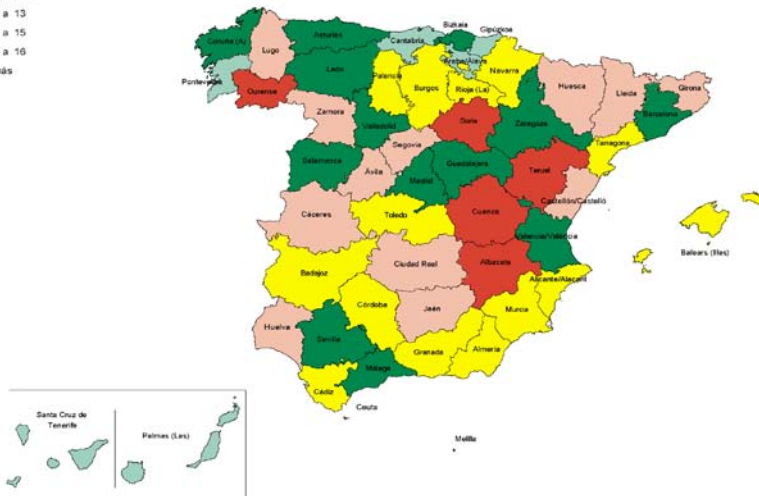 a 13
a 15
a 16
ás
Coruña (A)
Lugo
Asturias
Cantabria
Bizkaia
Gipúzkoa
Araba/Álava
Navarra
Pontevedra
Ourense
León
Palencia
Burgos
Rioja (La)
Huesca
Lleida
Girona
Zamora
Valladolid
Soria
Zaragoza
Barcelona
Tarragona
Segovia
Salamanca
Ávila
Madrid
Guadalajara
Teruel
Castellón/Castelló
Cáceres
Toledo
Cuenca
Valencia/València
Balears (Illes)
Badajoz
Ciudad Real
Albacete
Alicante/Alacant
Córdoba
Jaén
Murcia
Huelva
Sevilla
Granada
Almería
Málaga
Cádiz
Ceuta
Melilla
Santa Cruz de
Tenerife
Palmas (Las)